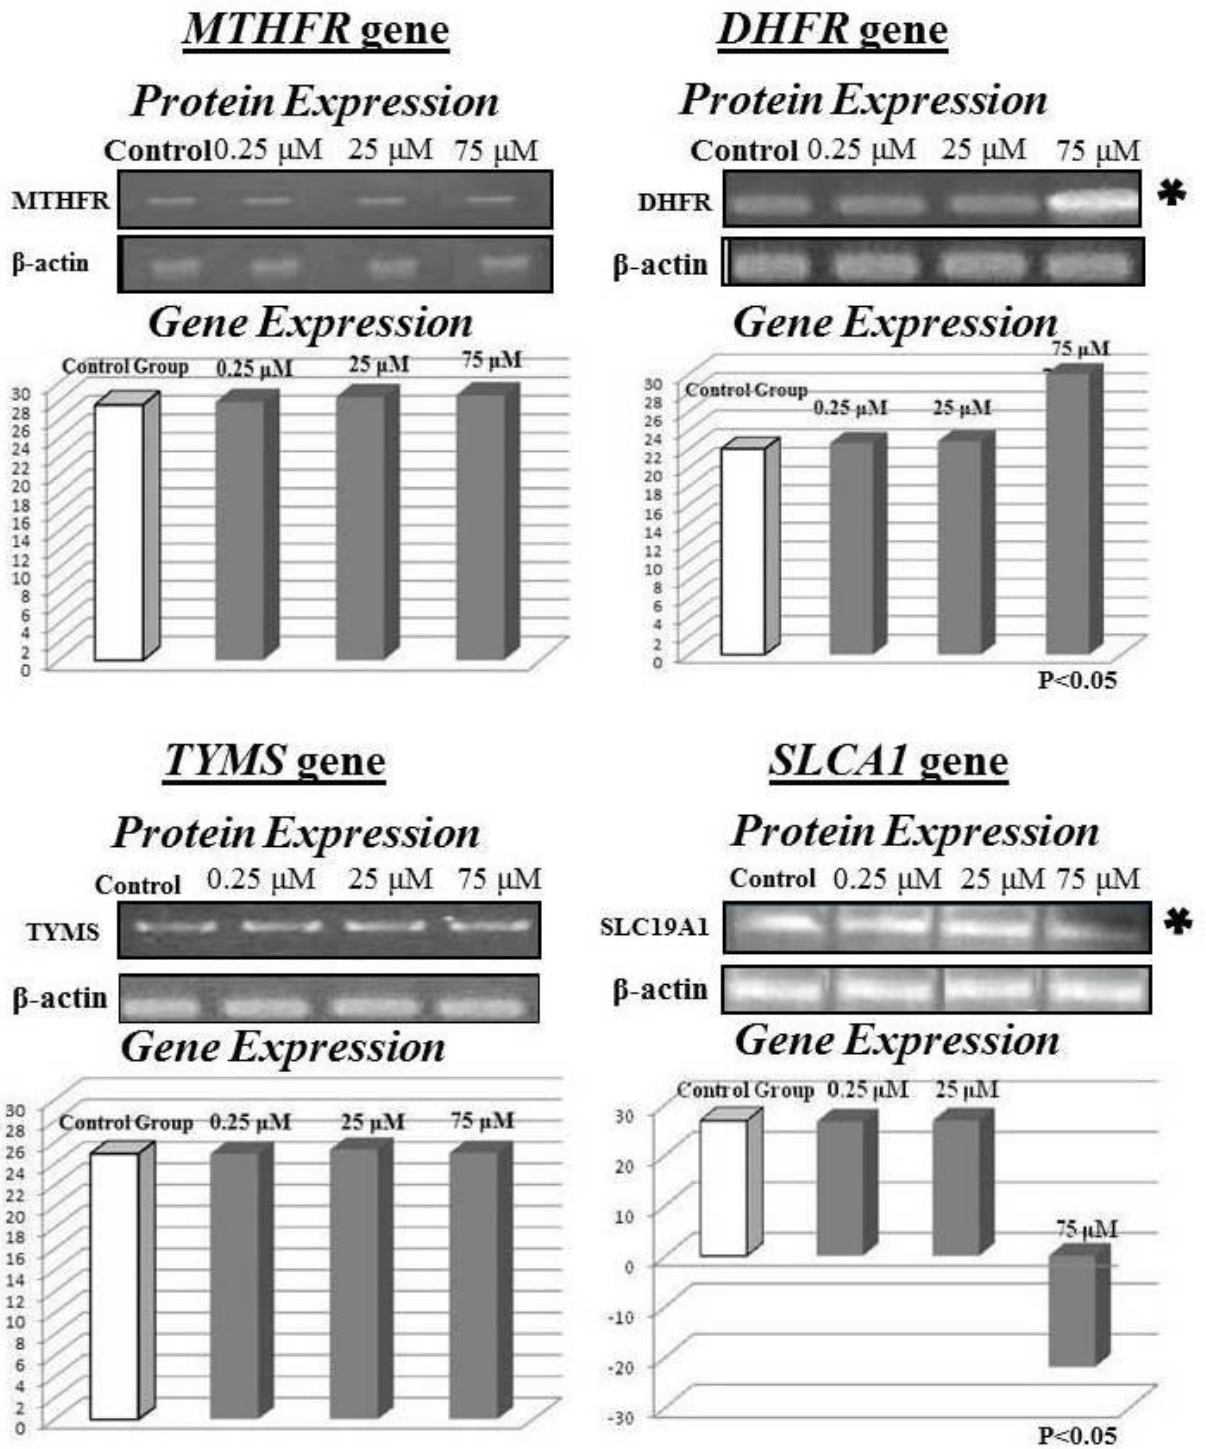 MTHFR gene
Protein Expression
Control 0.25 μM 25 μM 75 μM
MTHFR
β-actin
Gene Expression
Control Group 0.25 μM 25 μM 75 μM
30
28
26
24
22
20
18
16
14
12
10
8
6
4
2
0
DHFR gene
Protein Expression
Control 0.25 μM 25 μM 75 μM
DHFR *
β-actin
Gene Expression
75 μM
Control Group
0.25 μM 25 μM
30
28
26
24
22
20
18
16
14
12
10
8
6
4
2
0
P<0.05
TYMS gene
Protein Expression
Control 0.25 μM 25 μM 75 μM
TYMS
β-actin
Gene Expression
Control Group 0.25 μM 25 μM 75 μM
30
28
26
24
22
20
18
16
14
12
10
8
6
4
2
0
SLCA1 gene
Protein Expression
Control 0.25 μM 25 μM 75 μM
SLC19A1 *
β-actin
Gene Expression
Control Group 0.25 μM 25 μM
30
20
10
75 μM
0
-10
-20
-30
P<0.05